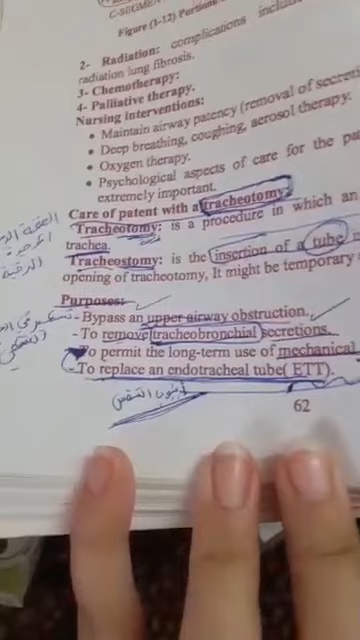 C-SEGMEN
Figure (1-12) Portions
2- Radiation: complications includ
radiation lung fibrosis.
3- Chemotherapy:
4- Palliative therapy.
Nursing interventions:
• Maintain airway patency (removal of secreti
• Deep breathing, coughing, aerosol therapy.
• Oxygen therapy.
• Psychological aspects of care for the pa
extremely important.
Care of patent with a tracheotomy:
Tracheotomy: is a procedure in which an
trachea.
Tracheostomy: is the insertion of a tube
opening of tracheotomy, It might be temporary
Purposes:
- Bypass an upper airway obstruction.
- To remove tracheobronchial secretions.
- To permit the long-term use of mechanical
- To replace an endotracheal tube( ETT).
62